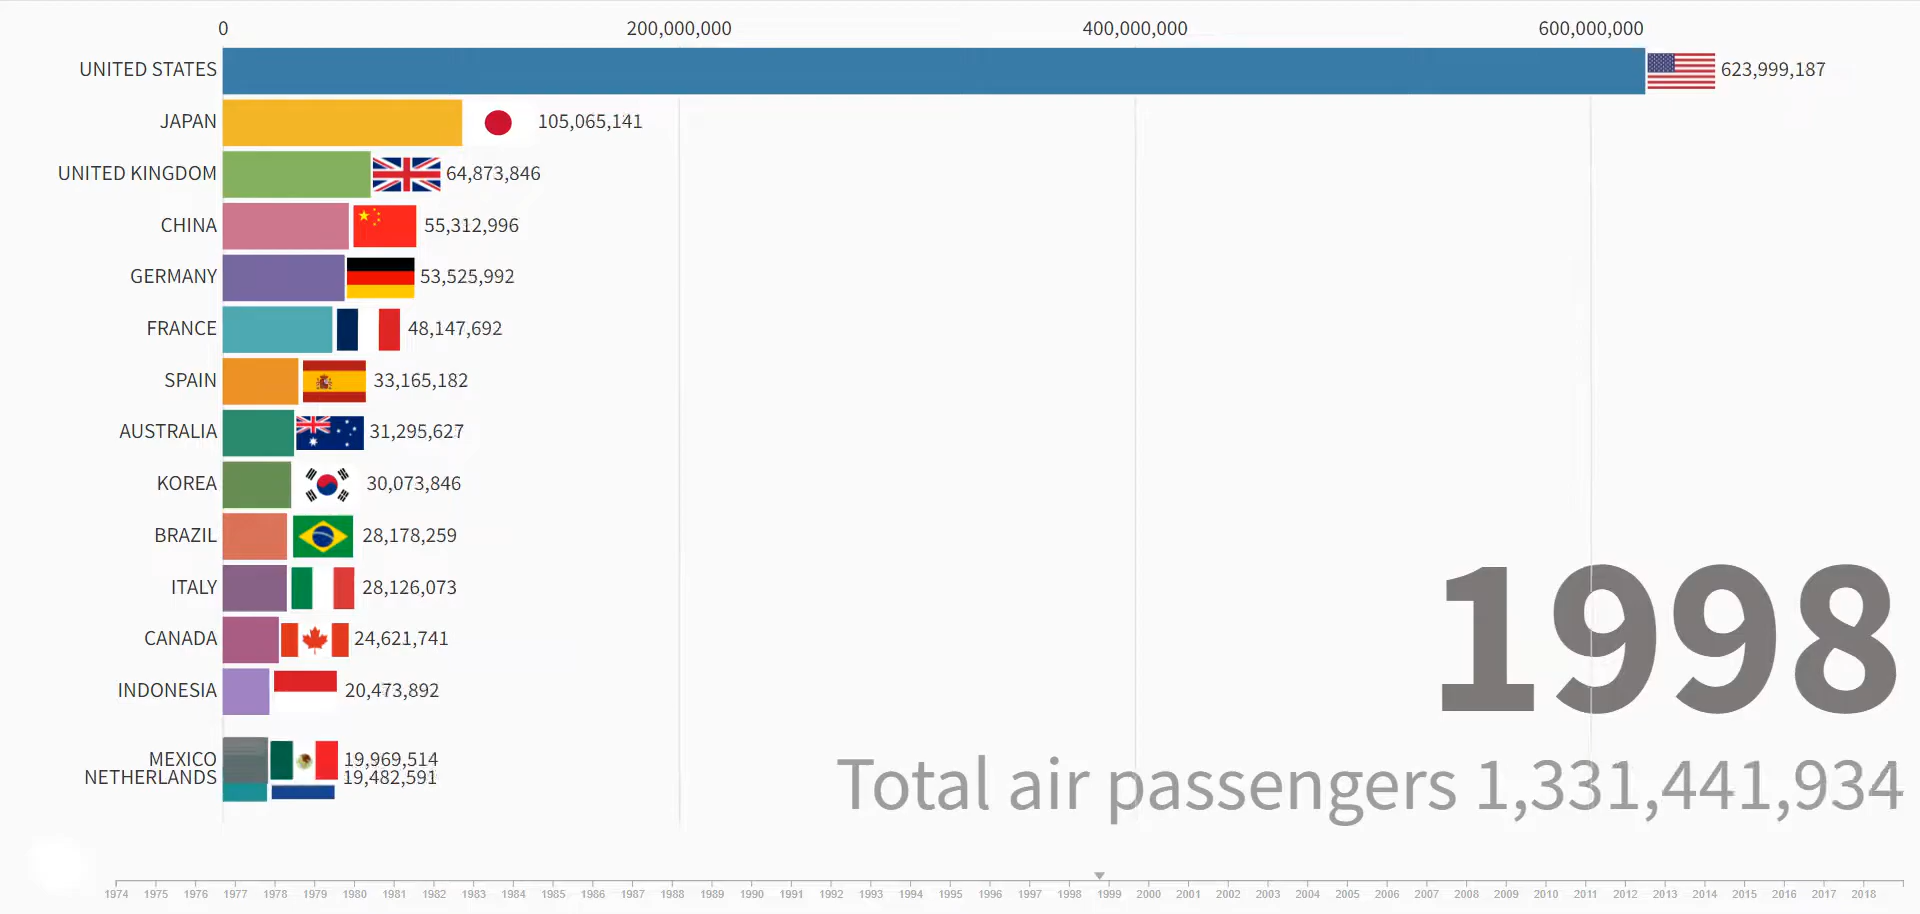 0 200,000,000 400,000,000 600,000,000
UNITED STATES 623,999,187
JAPAN 105,065,141
UNITED KINGDOM 64,873,846
CHINA 55,312,996
GERMANY 53,525,992
FRANCE 48,147,692
SPAIN 33,165,182
AUSTRALIA 31,295,627
KOREA 30,073,846
BRAZIL 28,178,259
ITALY 28,126,073
CANADA 24,621,741
INDONESIA 20,473,892
1998
MEXICO 19,969,514
NETHERLANDS 19,482,591
Total air passengers 1,331,441,934
1974 1975 1976 1977 1978 1979 1980 1981 1982 1983 1984 1985 1986 1987 1988 1989 1990 1991 1992 1993 1994 1995 1996 1997 1998 1999 2000 2001 2002 2003 2004 2005 2006 2007 2008 2009 2010 2011 2012 2013 2014 2015 2016 2017 2018